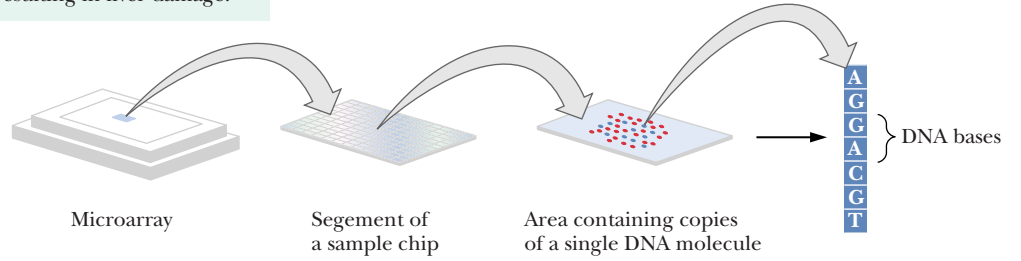 A
G
G
A
C
G
T
DNA bases
Microarray
Segement of
a sample chip
Area containing copies
of a single DNA molecule